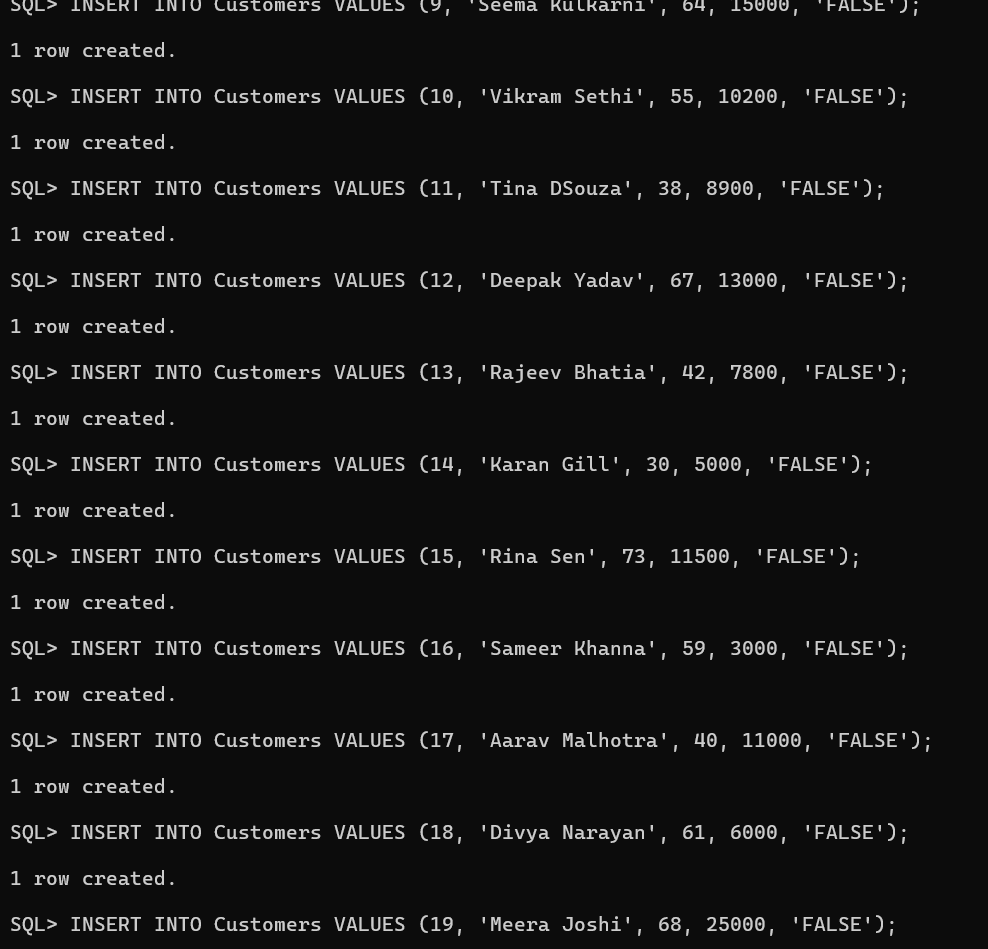 SQL> INSERT INTO Customers VALUES (9, 'Seema Kulkarni', 64, 15000, 'FALSE');
1 row created.
SQL> INSERT INTO Customers VALUES (10, 'Vikram Sethi', 55, 10200, 'FALSE');
1 row created.
SQL> INSERT INTO Customers VALUES (11, 'Tina DSouza', 38, 8900, 'FALSE');
1 row created.
SQL> INSERT INTO Customers VALUES (12, 'Deepak Yadav', 67, 13000, 'FALSE');
1 row created.
SQL> INSERT INTO Customers VALUES (13, 'Rajeev Bhatia', 42, 7800, 'FALSE');
1 row created.
SQL> INSERT INTO Customers VALUES (14, 'Karan Gill', 30, 5000, 'FALSE');
1 row created.
SQL> INSERT INTO Customers VALUES (15, 'Rina Sen', 73, 11500, 'FALSE');
1 row created.
SQL> INSERT INTO Customers VALUES (16, 'Sameer Khanna', 59, 3000, 'FALSE');
1 row created.
SQL> INSERT INTO Customers VALUES (17, 'Aarav Malhotra', 40, 11000, 'FALSE');
1 row created.
SQL> INSERT INTO Customers VALUES (18, 'Divya Narayan', 61, 6000, 'FALSE');
1 row created.
SQL> INSERT INTO Customers VALUES (19, 'Meera Joshi', 68, 25000, 'FALSE');